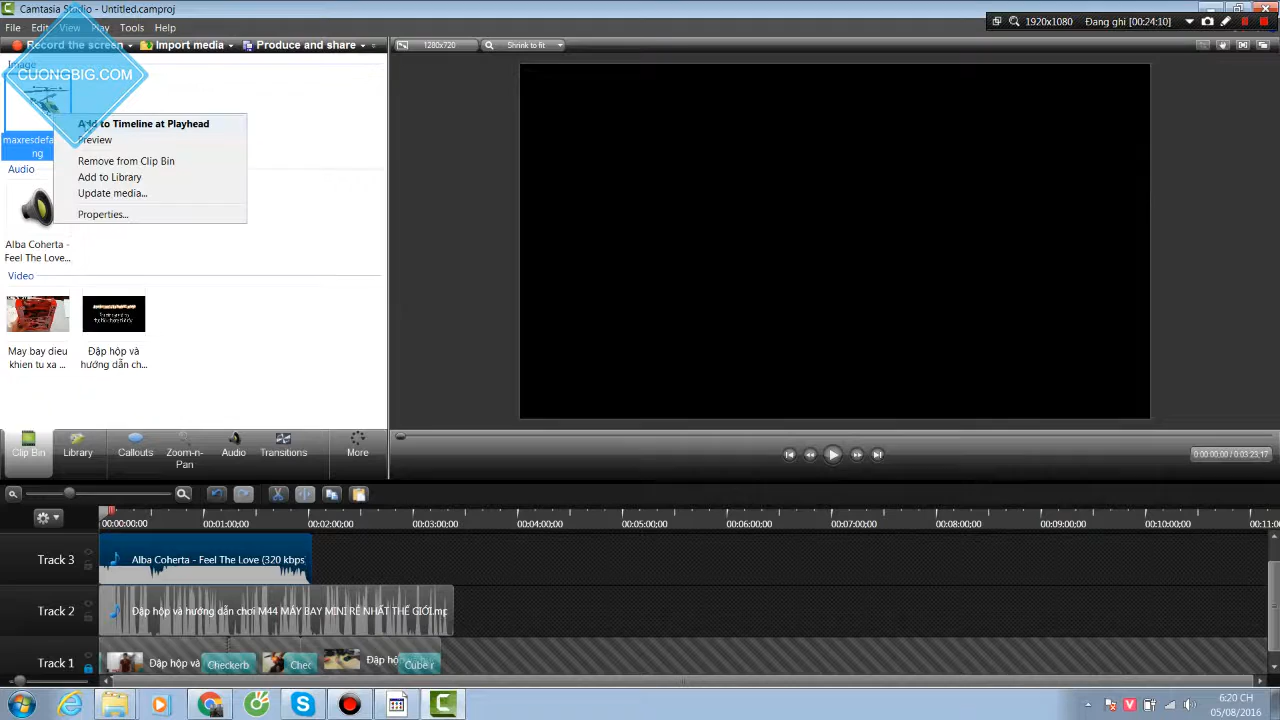 Camtasia Studio - Untitled.camproj
File Edit View Play Tools Help
1920x1080 Đang ghi [00:24:10]
Record the screen Import media Produce and share
1280x720 Shrink to fit
Image
CUONGBIG.COM
maxresdefa
ng
Add to Timeline at Playhead
Preview
Remove from Clip Bin
Add to Library
Update media...
Properties...
Audio
Alba Coherta -
Feel The Love...
Video
May bay dieu
khien tu xa ...
Đập hộp và
hướng dẫn ch...
Clip Bin Library Callouts Zoom-n-
Pan Audio Transitions More
0:00:00;00 / 0:03:23;17
00:00:00;00 00:01:00;00 00:02:00;00 00:03:00;00 00:04:00;00 00:05:00;00 00:06:00;00 00:07:00;00 00:08:00;00 00:09:00;00 00:10:00;00 00:11:0
Track 3 Alba Coherta - Feel The Love (320 kbps
Track 2 Đập hộp và hướng dẫn chơi M44 MÁY BAY MINI RẺ NHẤT THẾ GIỚI.mp
Track 1 Đập hộp và Checkerb Chec Đập hộ Cube r
6:20 CH
05/08/2016